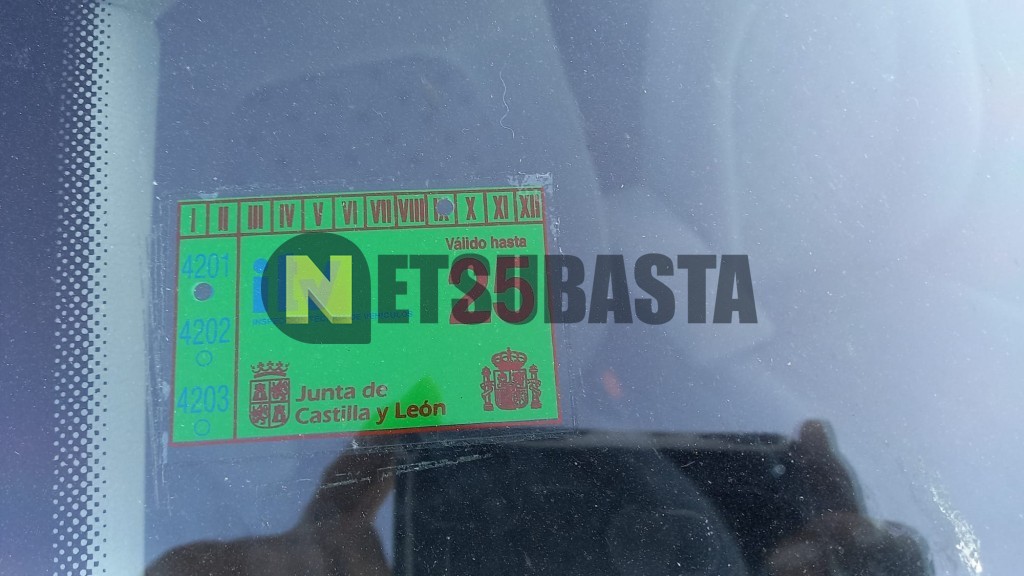 I II III IV V VI VII VIII X XI XII
Válido hasta
4201
NET25BASTA
4202
Junta de
Castilla y León
4203